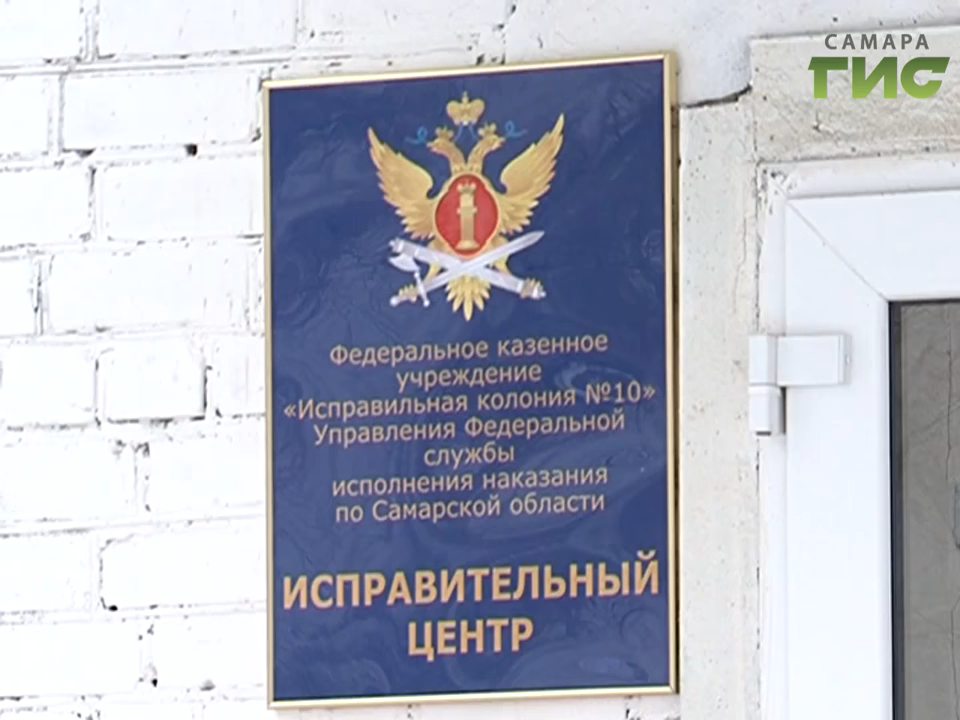 САМАРА
ГИС
Федеральное казенное
учреждение
«Исправильная колония №10»
Управления Федеральной
службы
исполнения наказания
по Самарской области
ИСПРАВИТЕЛЬНЫЙ
ЦЕНТР